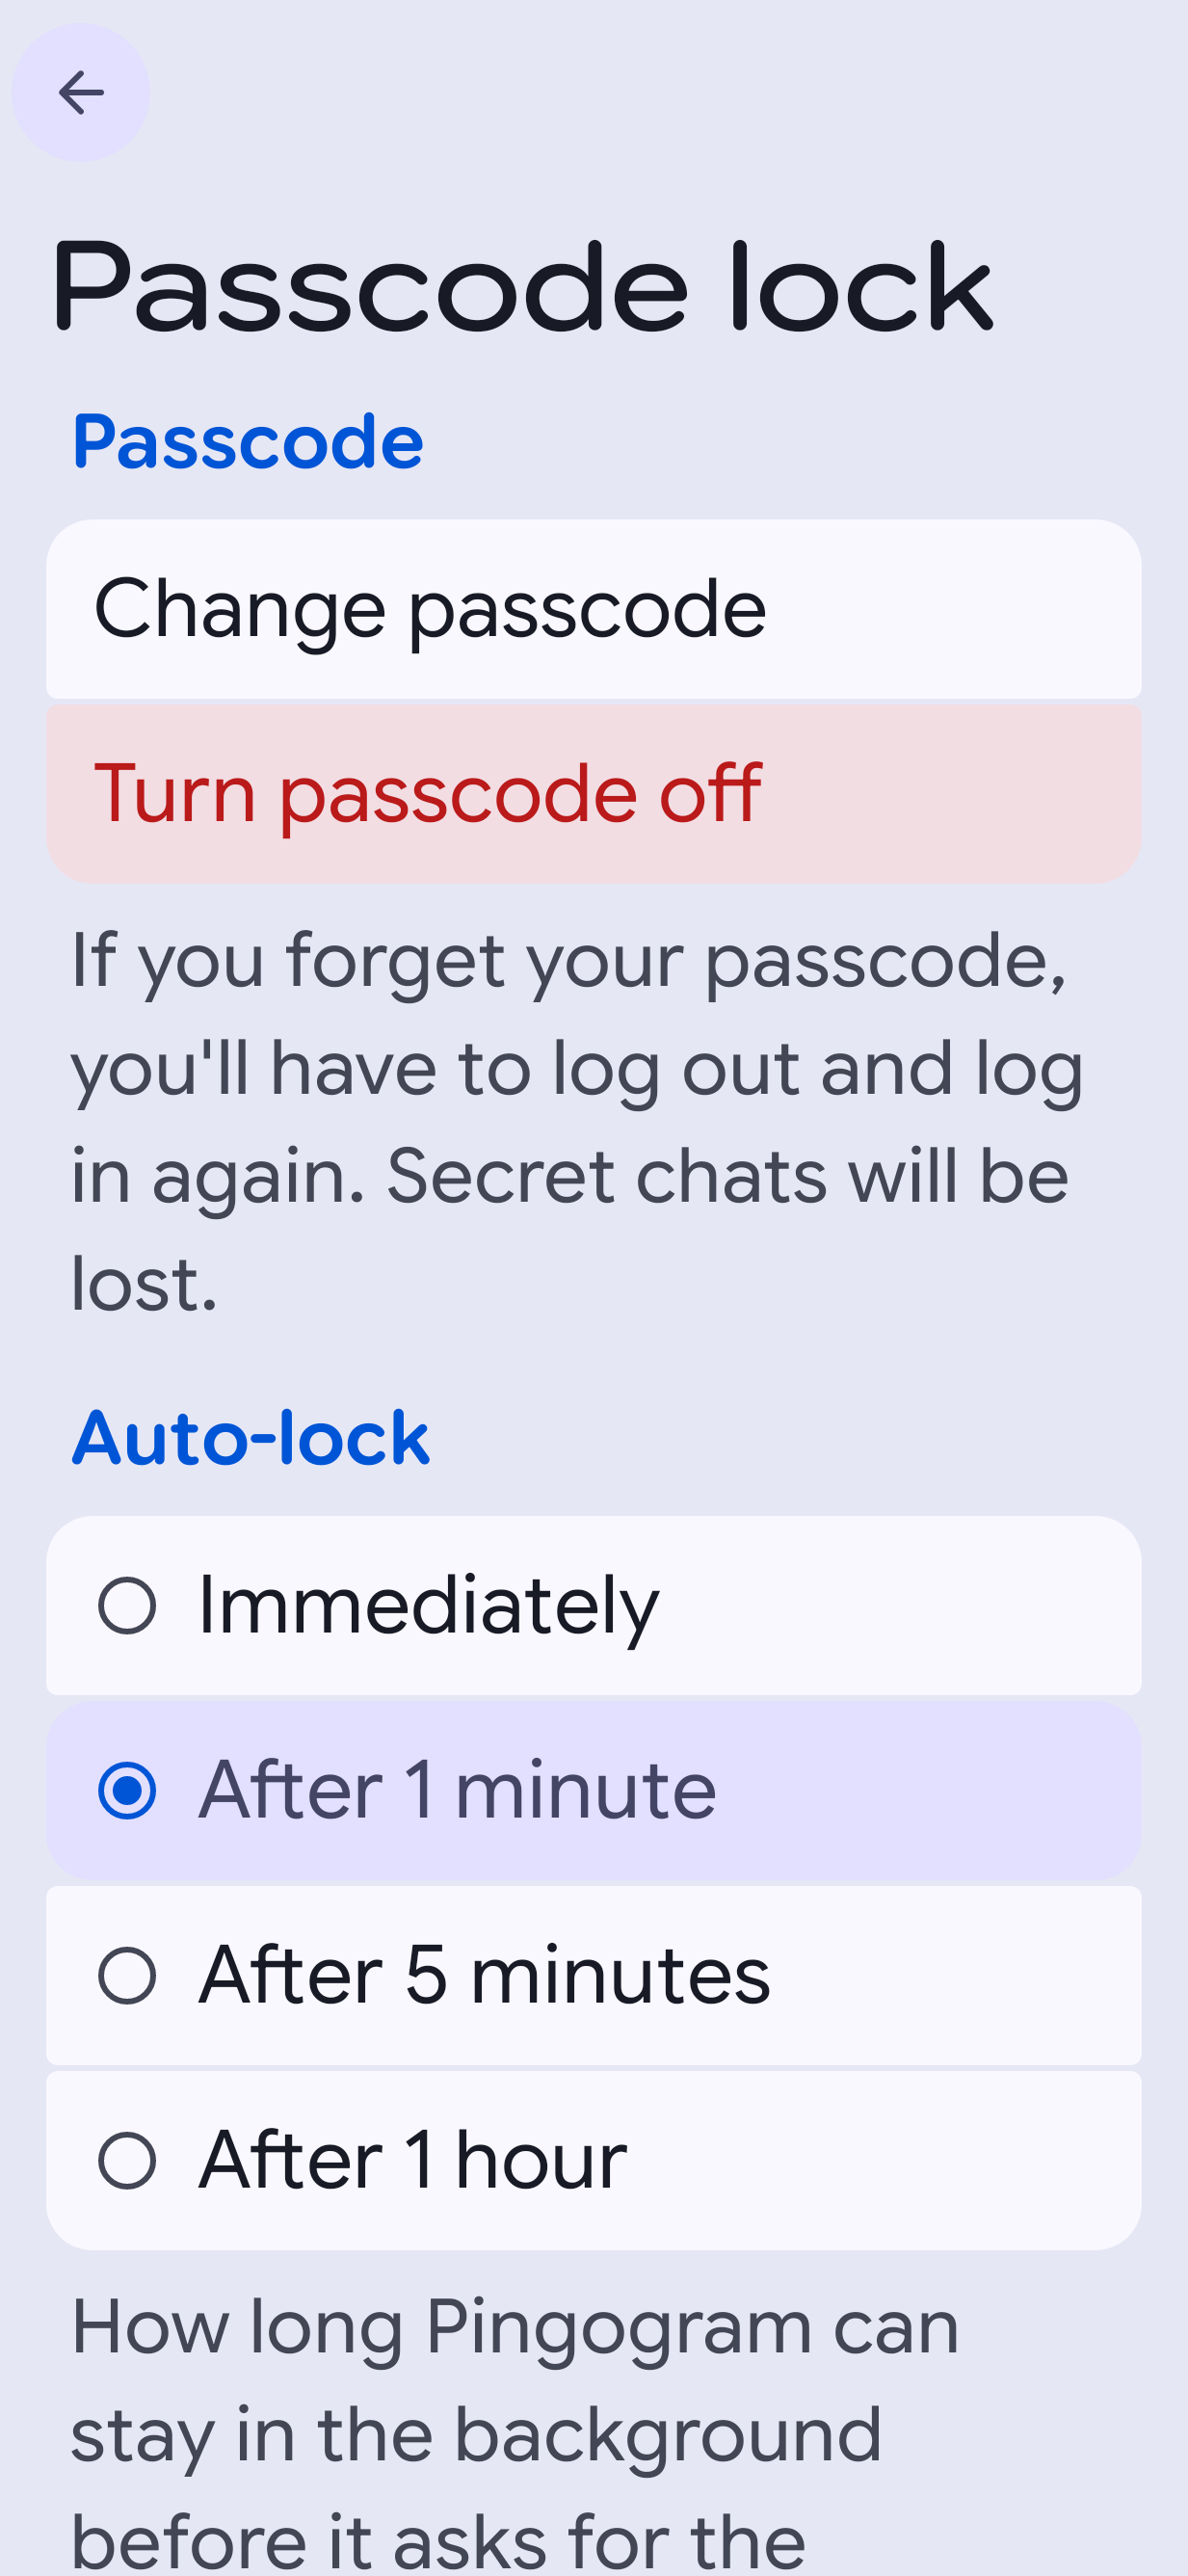 Passcode lock
Passcode
Change passcode
Turn passcode off
If you forget your passcode,
you'll have to log out and log
in again. Secret chats will be
lost.
Auto-lock
Immediately
After 1 minute
After 5 minutes
After 1 hour
How long Pingogram can
stay in the background
before it asks for the